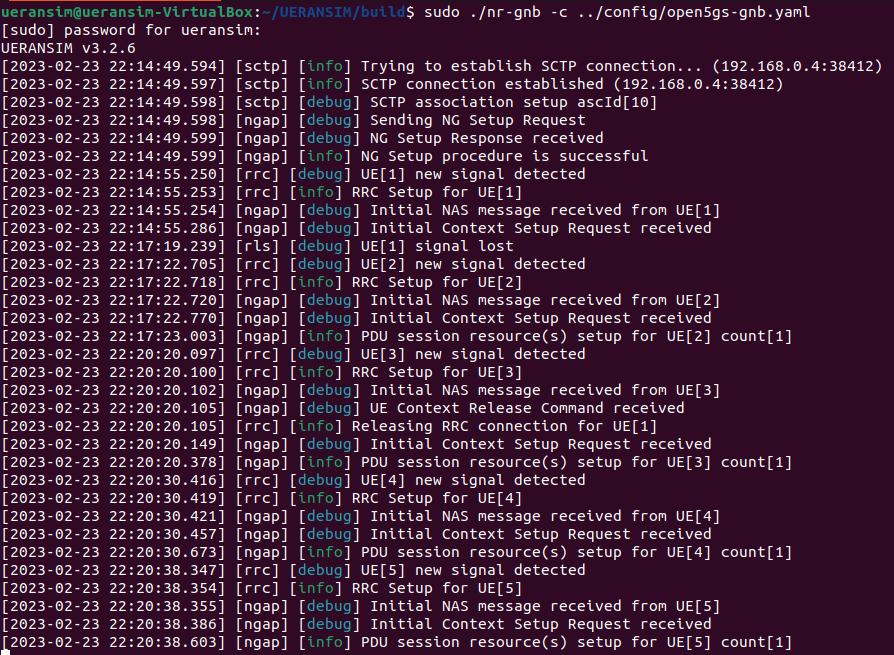 ueransim@ueransim-VirtualBox:~/UERANSIM/build$ sudo ./nr-gnb -c ../config/open5gs-gnb.yaml
[sudo] password for ueransim:
UERANSIM v3.2.6
[2023-02-23 22:14:49.594] [sctp] [info] Trying to establish SCTP connection... (192.168.0.4:38412)
[2023-02-23 22:14:49.597] [sctp] [info] SCTP connection established (192.168.0.4:38412)
[2023-02-23 22:14:49.598] [sctp] [debug] SCTP association setup ascId[10]
[2023-02-23 22:14:49.598] [ngap] [debug] Sending NG Setup Request
[2023-02-23 22:14:49.599] [ngap] [debug] NG Setup Response received
[2023-02-23 22:14:49.599] [ngap] [info] NG Setup procedure is successful
[2023-02-23 22:14:55.250] [rrc] [debug] UE[1] new signal detected
[2023-02-23 22:14:55.253] [rrc] [info] RRC Setup for UE[1]
[2023-02-23 22:14:55.254] [ngap] [debug] Initial NAS message received from UE[1]
[2023-02-23 22:14:55.286] [ngap] [debug] Initial Context Setup Request received
[2023-02-23 22:17:19.239] [rls] [debug] UE[1] signal lost
[2023-02-23 22:17:22.705] [rrc] [debug] UE[2] new signal detected
[2023-02-23 22:17:22.718] [rrc] [info] RRC Setup for UE[2]
[2023-02-23 22:17:22.720] [ngap] [debug] Initial NAS message received from UE[2]
[2023-02-23 22:17:22.770] [ngap] [debug] Initial Context Setup Request received
[2023-02-23 22:17:23.003] [ngap] [info] PDU session resource(s) setup for UE[2] count[1]
[2023-02-23 22:20:20.097] [rrc] [debug] UE[3] new signal detected
[2023-02-23 22:20:20.100] [rrc] [info] RRC Setup for UE[3]
[2023-02-23 22:20:20.102] [ngap] [debug] Initial NAS message received from UE[3]
[2023-02-23 22:20:20.105] [ngap] [debug] UE Context Release Command received
[2023-02-23 22:20:20.105] [rrc] [info] Releasing RRC connection for UE[1]
[2023-02-23 22:20:20.149] [ngap] [debug] Initial Context Setup Request received
[2023-02-23 22:20:20.378] [ngap] [info] PDU session resource(s) setup for UE[3] count[1]
[2023-02-23 22:20:30.416] [rrc] [debug] UE[4] new signal detected
[2023-02-23 22:20:30.419] [rrc] [info] RRC Setup for UE[4]
[2023-02-23 22:20:30.421] [ngap] [debug] Initial NAS message received from UE[4]
[2023-02-23 22:20:30.457] [ngap] [debug] Initial Context Setup Request received
[2023-02-23 22:20:30.673] [ngap] [info] PDU session resource(s) setup for UE[4] count[1]
[2023-02-23 22:20:38.347] [rrc] [debug] UE[5] new signal detected
[2023-02-23 22:20:38.354] [rrc] [info] RRC Setup for UE[5]
[2023-02-23 22:20:38.355] [ngap] [debug] Initial NAS message received from UE[5]
[2023-02-23 22:20:38.386] [ngap] [debug] Initial Context Setup Request received
[2023-02-23 22:20:38.603] [ngap] [info] PDU session resource(s) setup for UE[5] count[1]